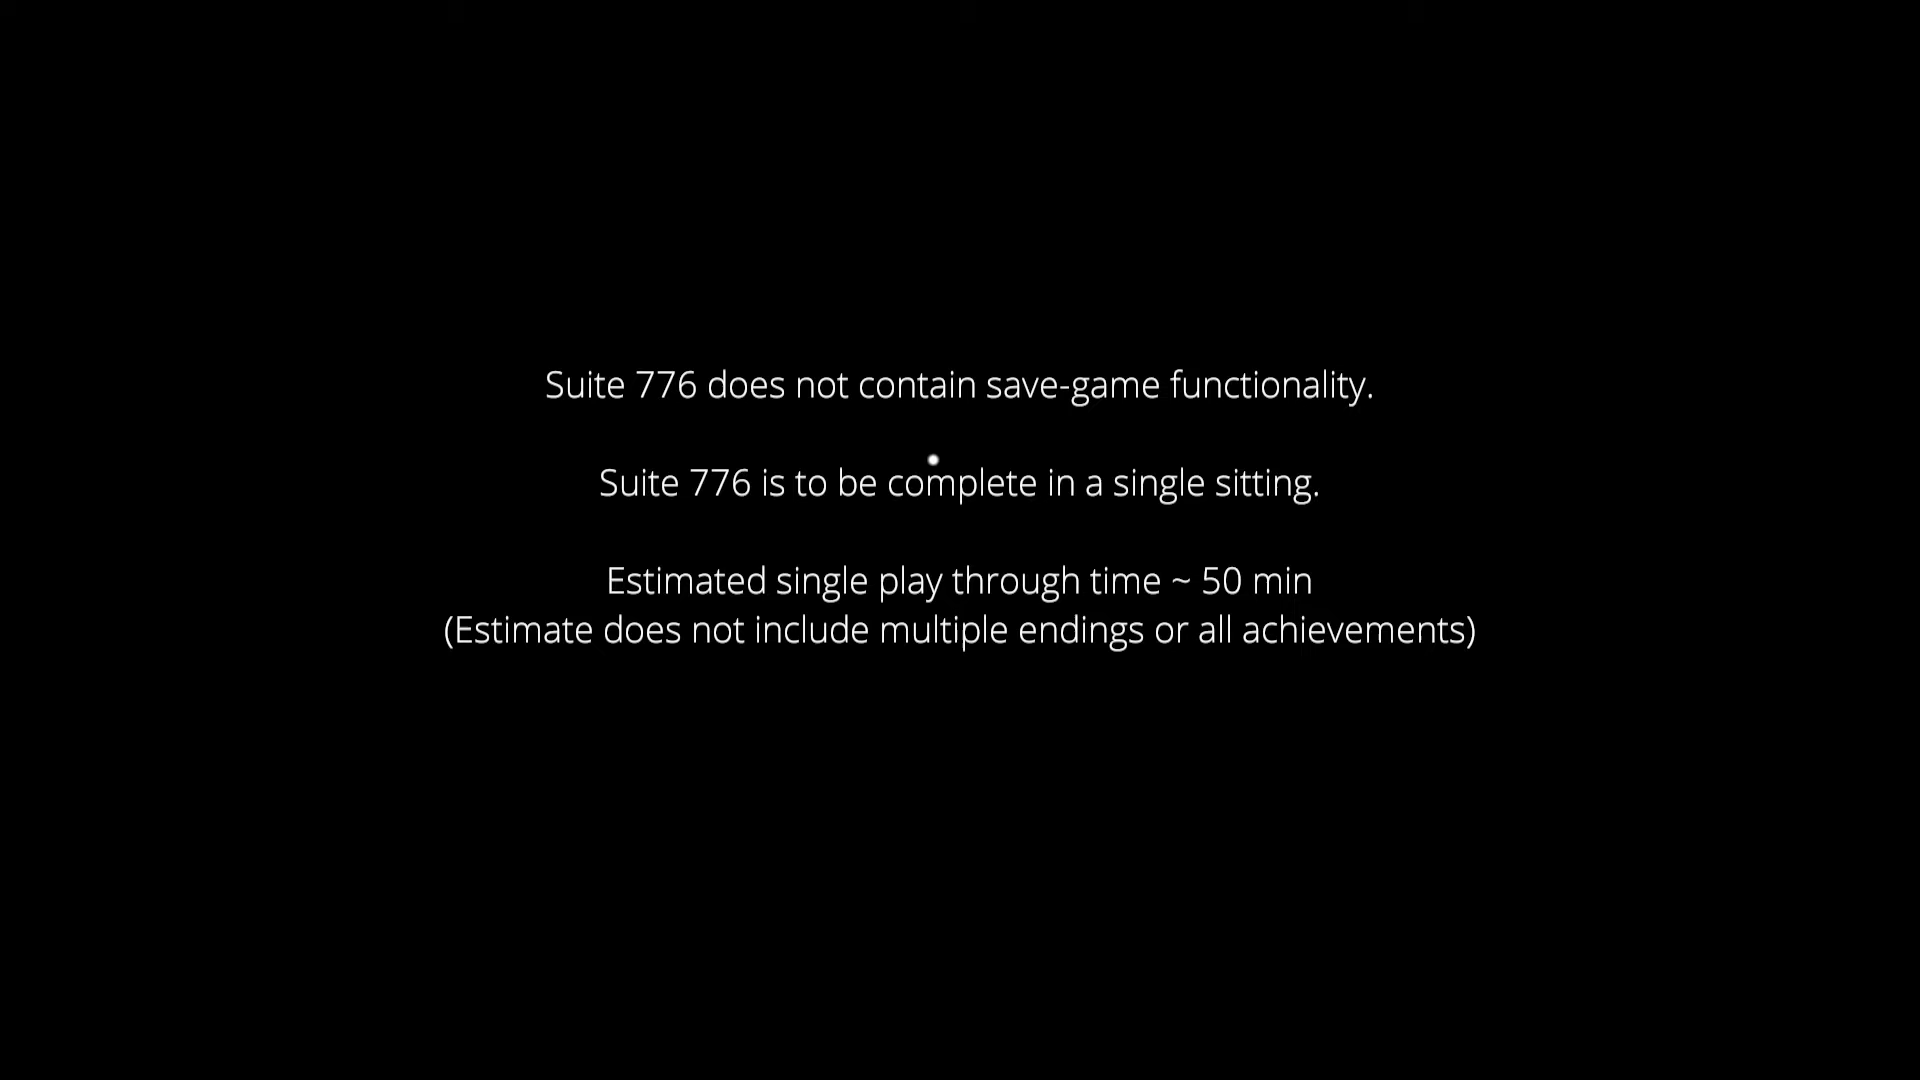 Suite 776 does not contain save-game functionality.
Suite 776 is to be complete in a single sitting.
Estimated single play through time ~ 50 min
(Estimate does not include multiple endings or all achievements)